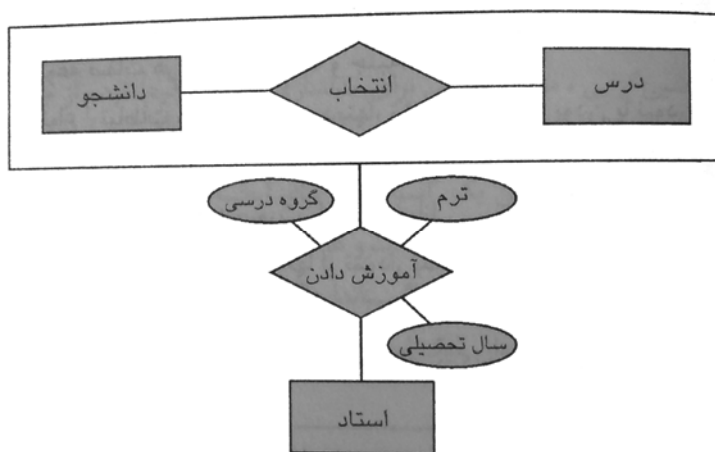 درس
انتخاب
دانشجو
ترم
گروه درسی
آموزش دادن
سال تحصیلی
استاد